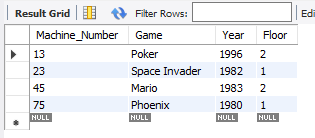 Result Grid Filter Rows: Edi
Machine_Number Game Year Floor
13 Poker 1996 2
23 Space Invader 1982 1
45 Mario 1983 2
75 Phoenix 1980 1
NULL NULL NULL NULL